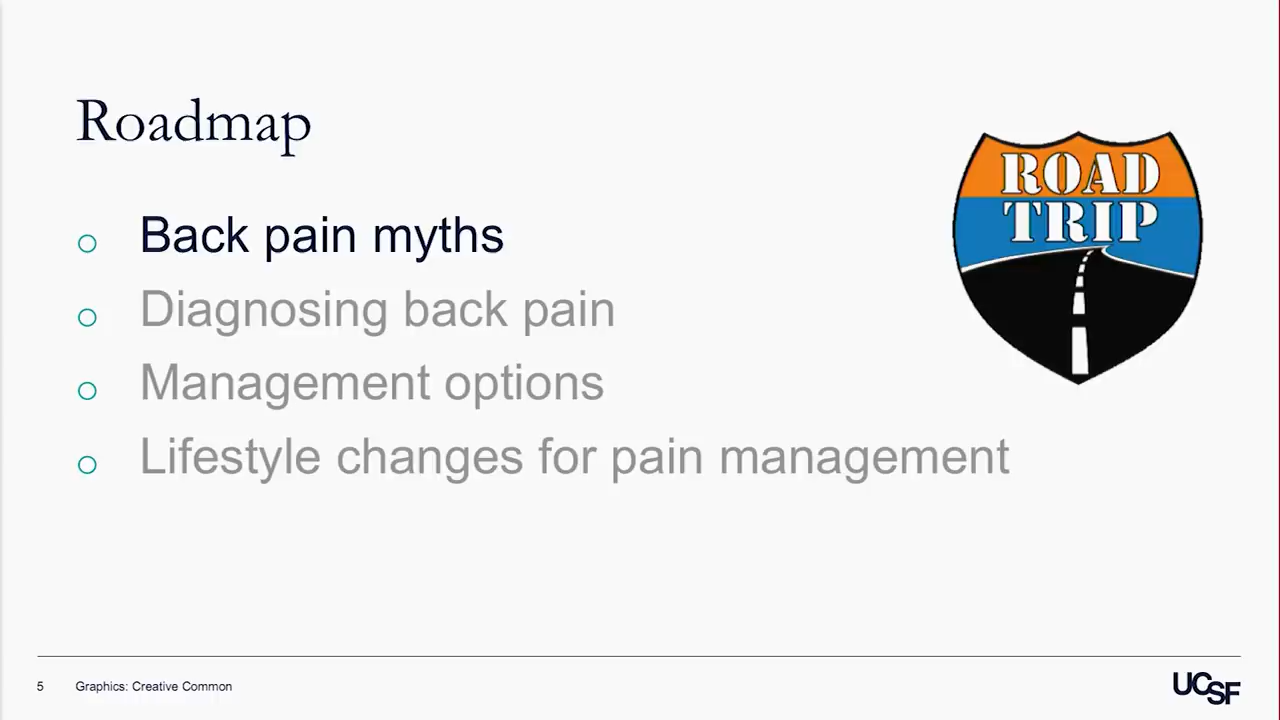 Roadmap
ROAD
TRIP
Back pain myths
Diagnosing back pain
Management options
Lifestyle changes for pain management
5 Graphics: Creative Common
UCSF